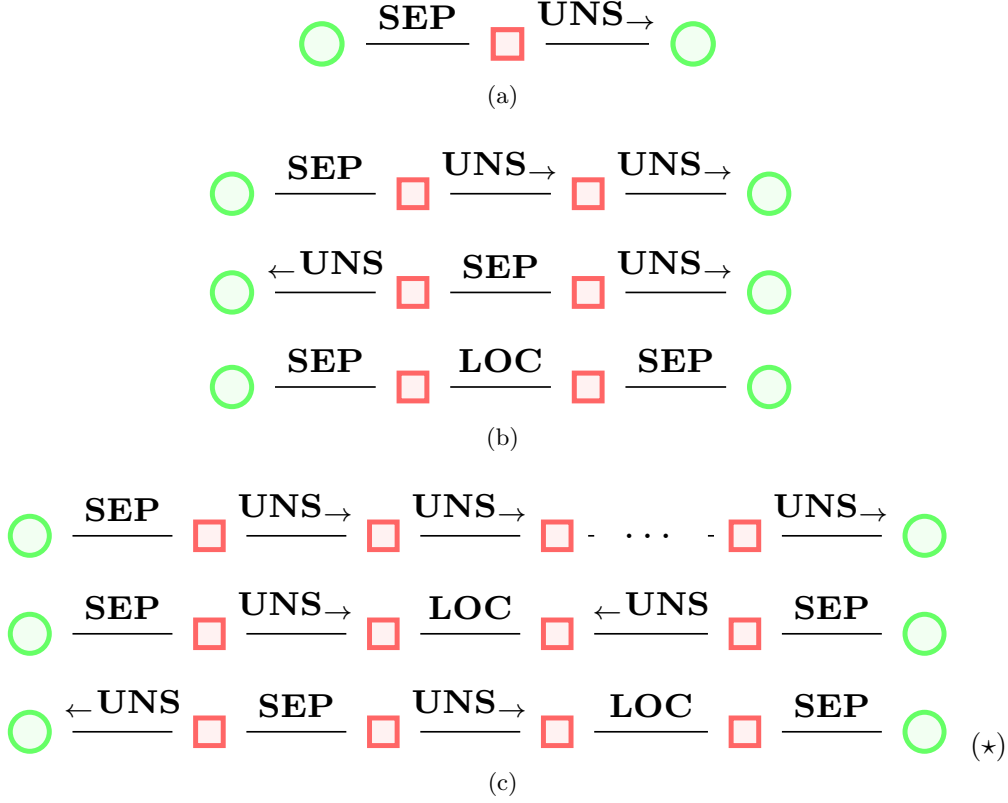 SEP UNS→
(a)
SEP UNS→ UNS→
←UNS SEP UNS→
SEP LOC SEP
(b)
SEP UNS→ UNS→ ··· UNS→
SEP UNS→ LOC ←UNS SEP
←UNS SEP UNS→ LOC SEP (⋆)
(c)